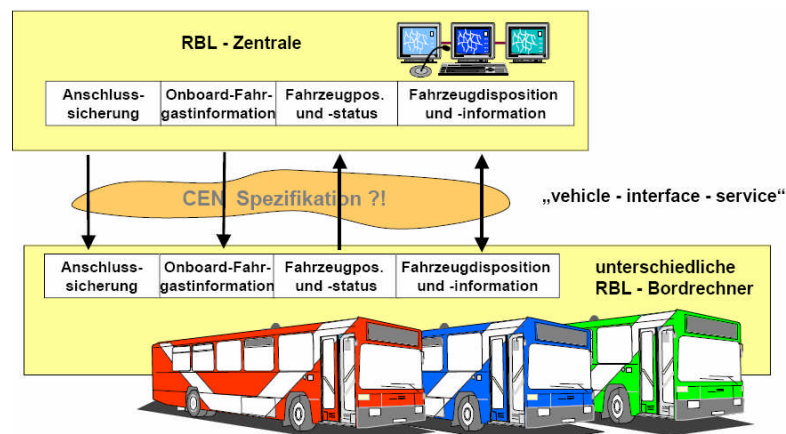 RBL - Zentrale
Anschluss-
sicherung
Onboard-Fahr-
gastinformation
Fahrzeugpos.
und -status
Fahrzeugdisposition
und -information
CEN Spezifikation ?!
„vehicle - interface - service“
Anschluss-
sicherung
Onboard-Fahr-
gastinformation
Fahrzeugpos.
und -status
Fahrzeugdisposition
und -information
unterschiedliche
RBL - Bordrechner